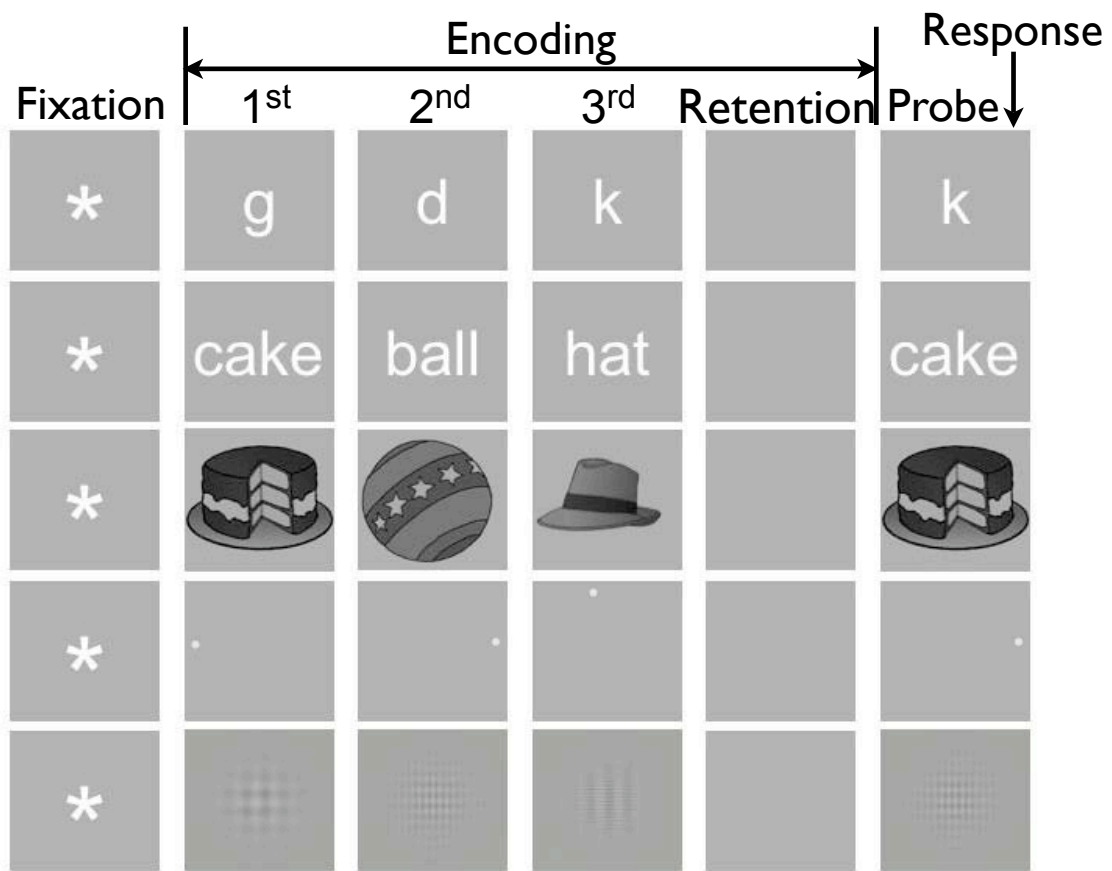 Encoding
Response
Fixation 1st 2nd 3rd Retention Probe
* g d k k
* cake ball hat cake
*
*
*